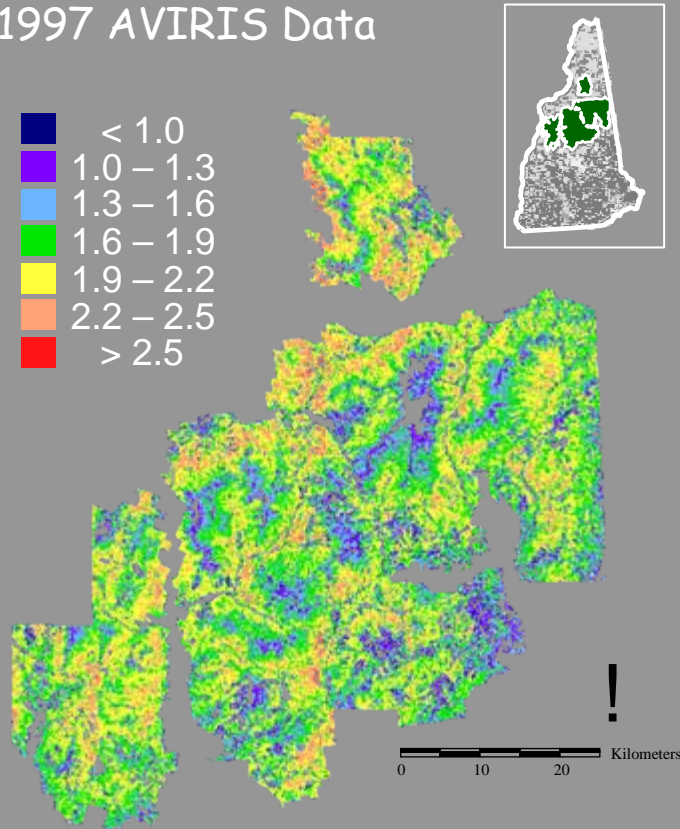 1997 AVIRIS Data
< 1.0
1.0 – 1.3
1.3 – 1.6
1.6 – 1.9
1.9 – 2.2
2.2 – 2.5
> 2.5
!
Kilometers
0 10 20